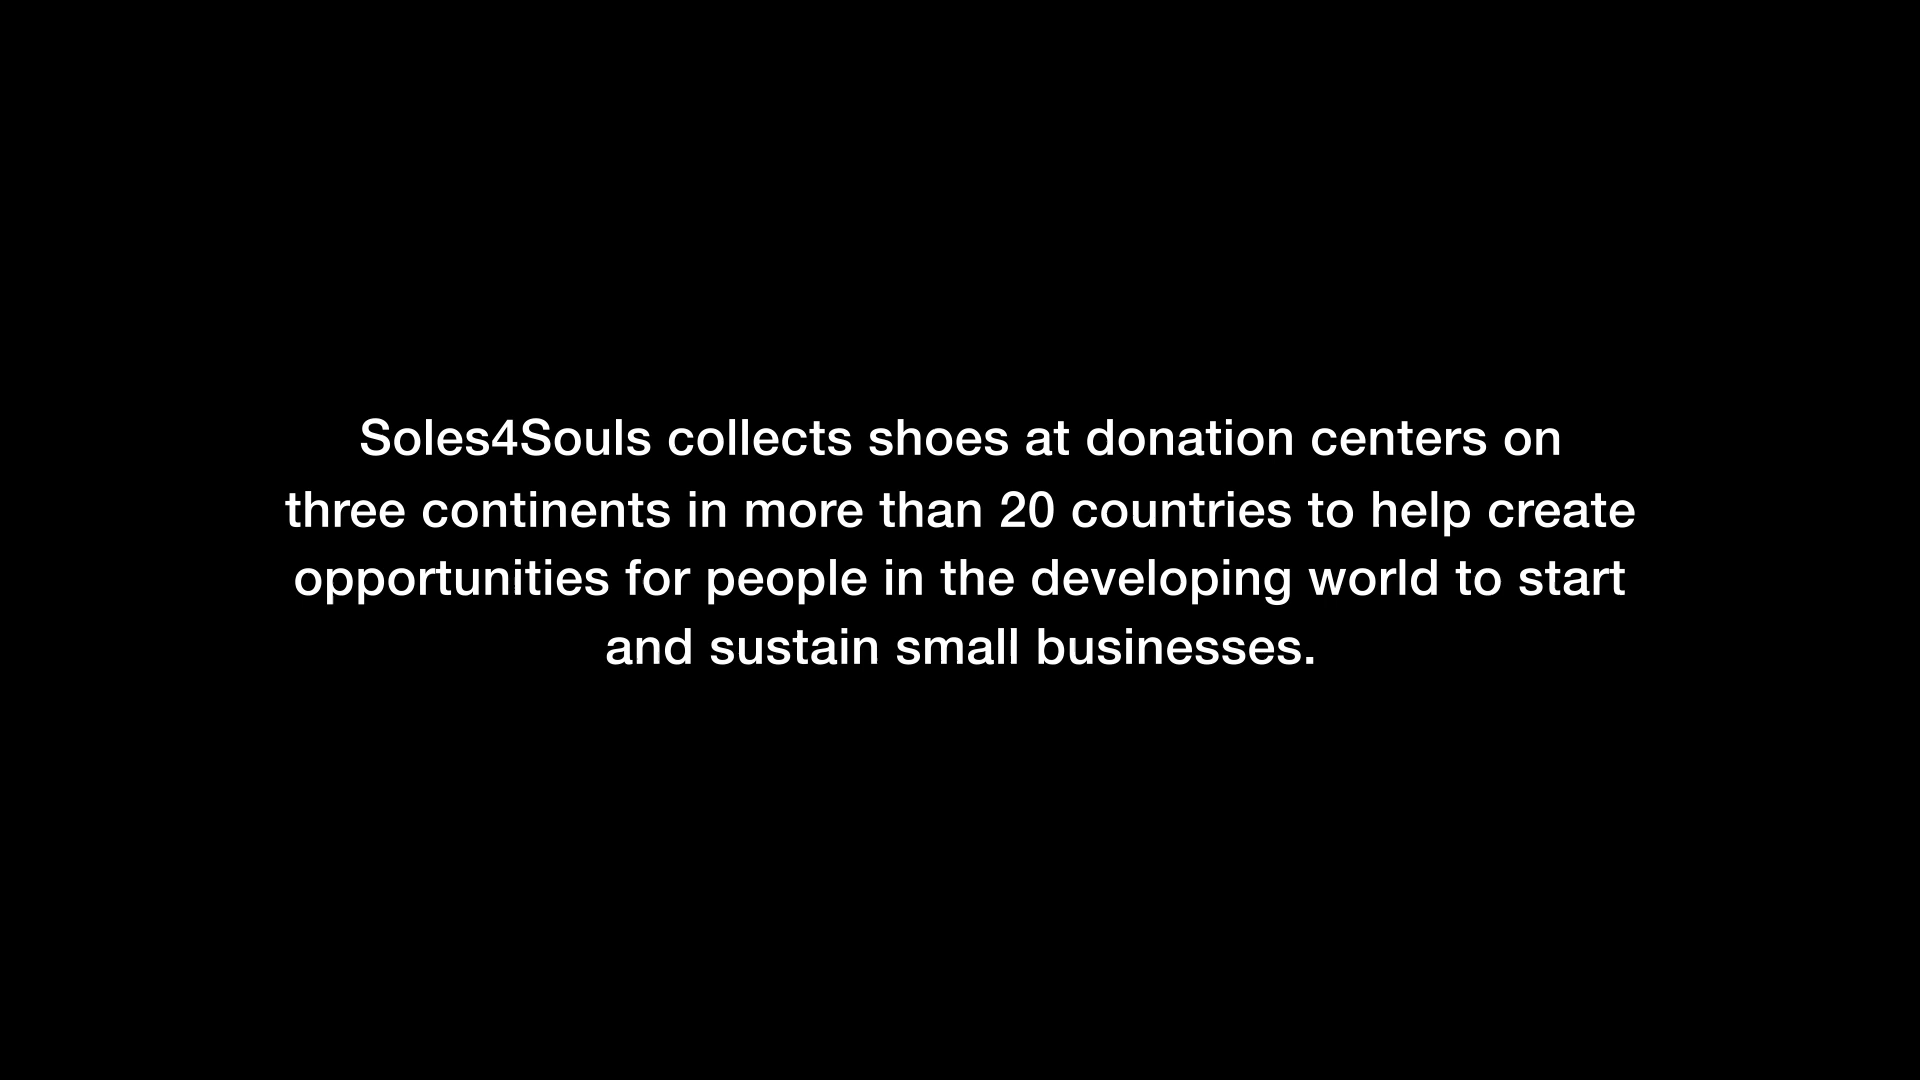 Soles4Souls collects shoes at donation centers on
three continents in more than 20 countries to help create
opportunities for people in the developing world to start
and sustain small businesses.